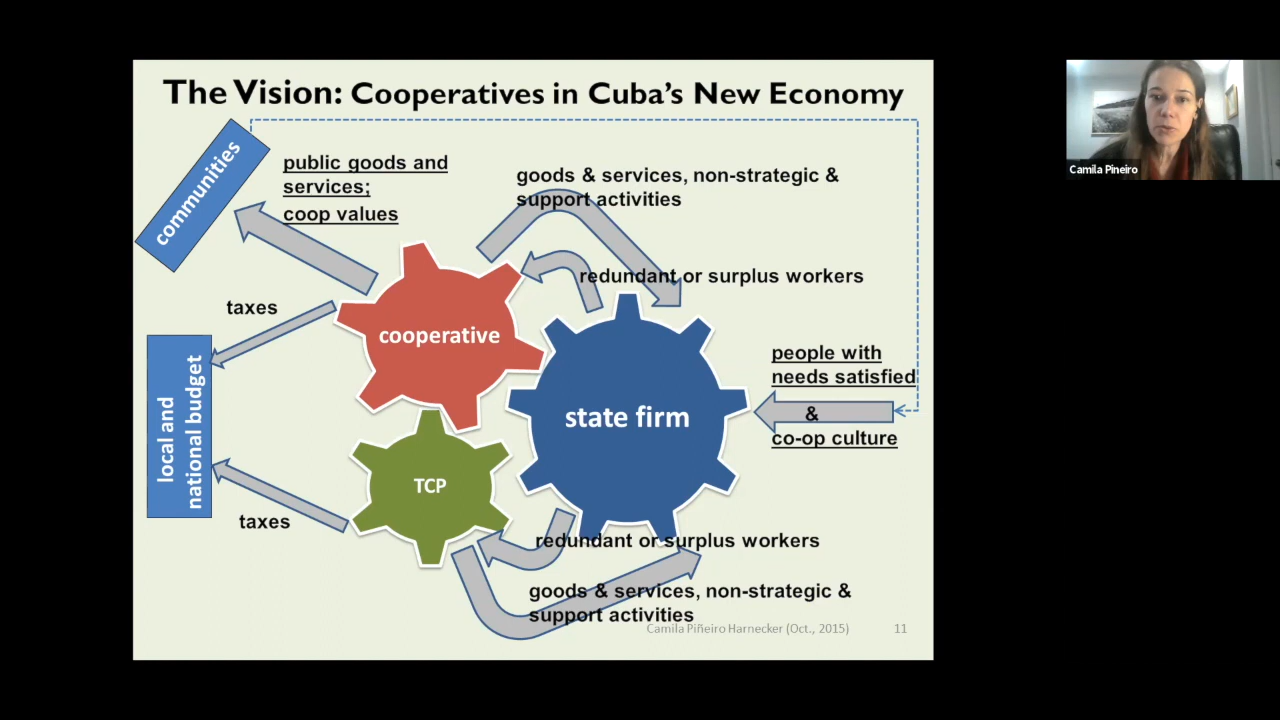 The Vision: Cooperatives in Cuba's New Economy
communities
public goods and
services;
coop values
goods & services, non-strategic &
support activities
redundant or surplus workers
taxes
cooperative
local and
national budget
people with
needs satisfied
&
co-op culture
state firm
TCP
taxes
redundant or surplus workers
goods & services, non-strategic &
support activities
Camila Piñeiro Harnecker (Oct., 2015)
11
Camila Pineiro